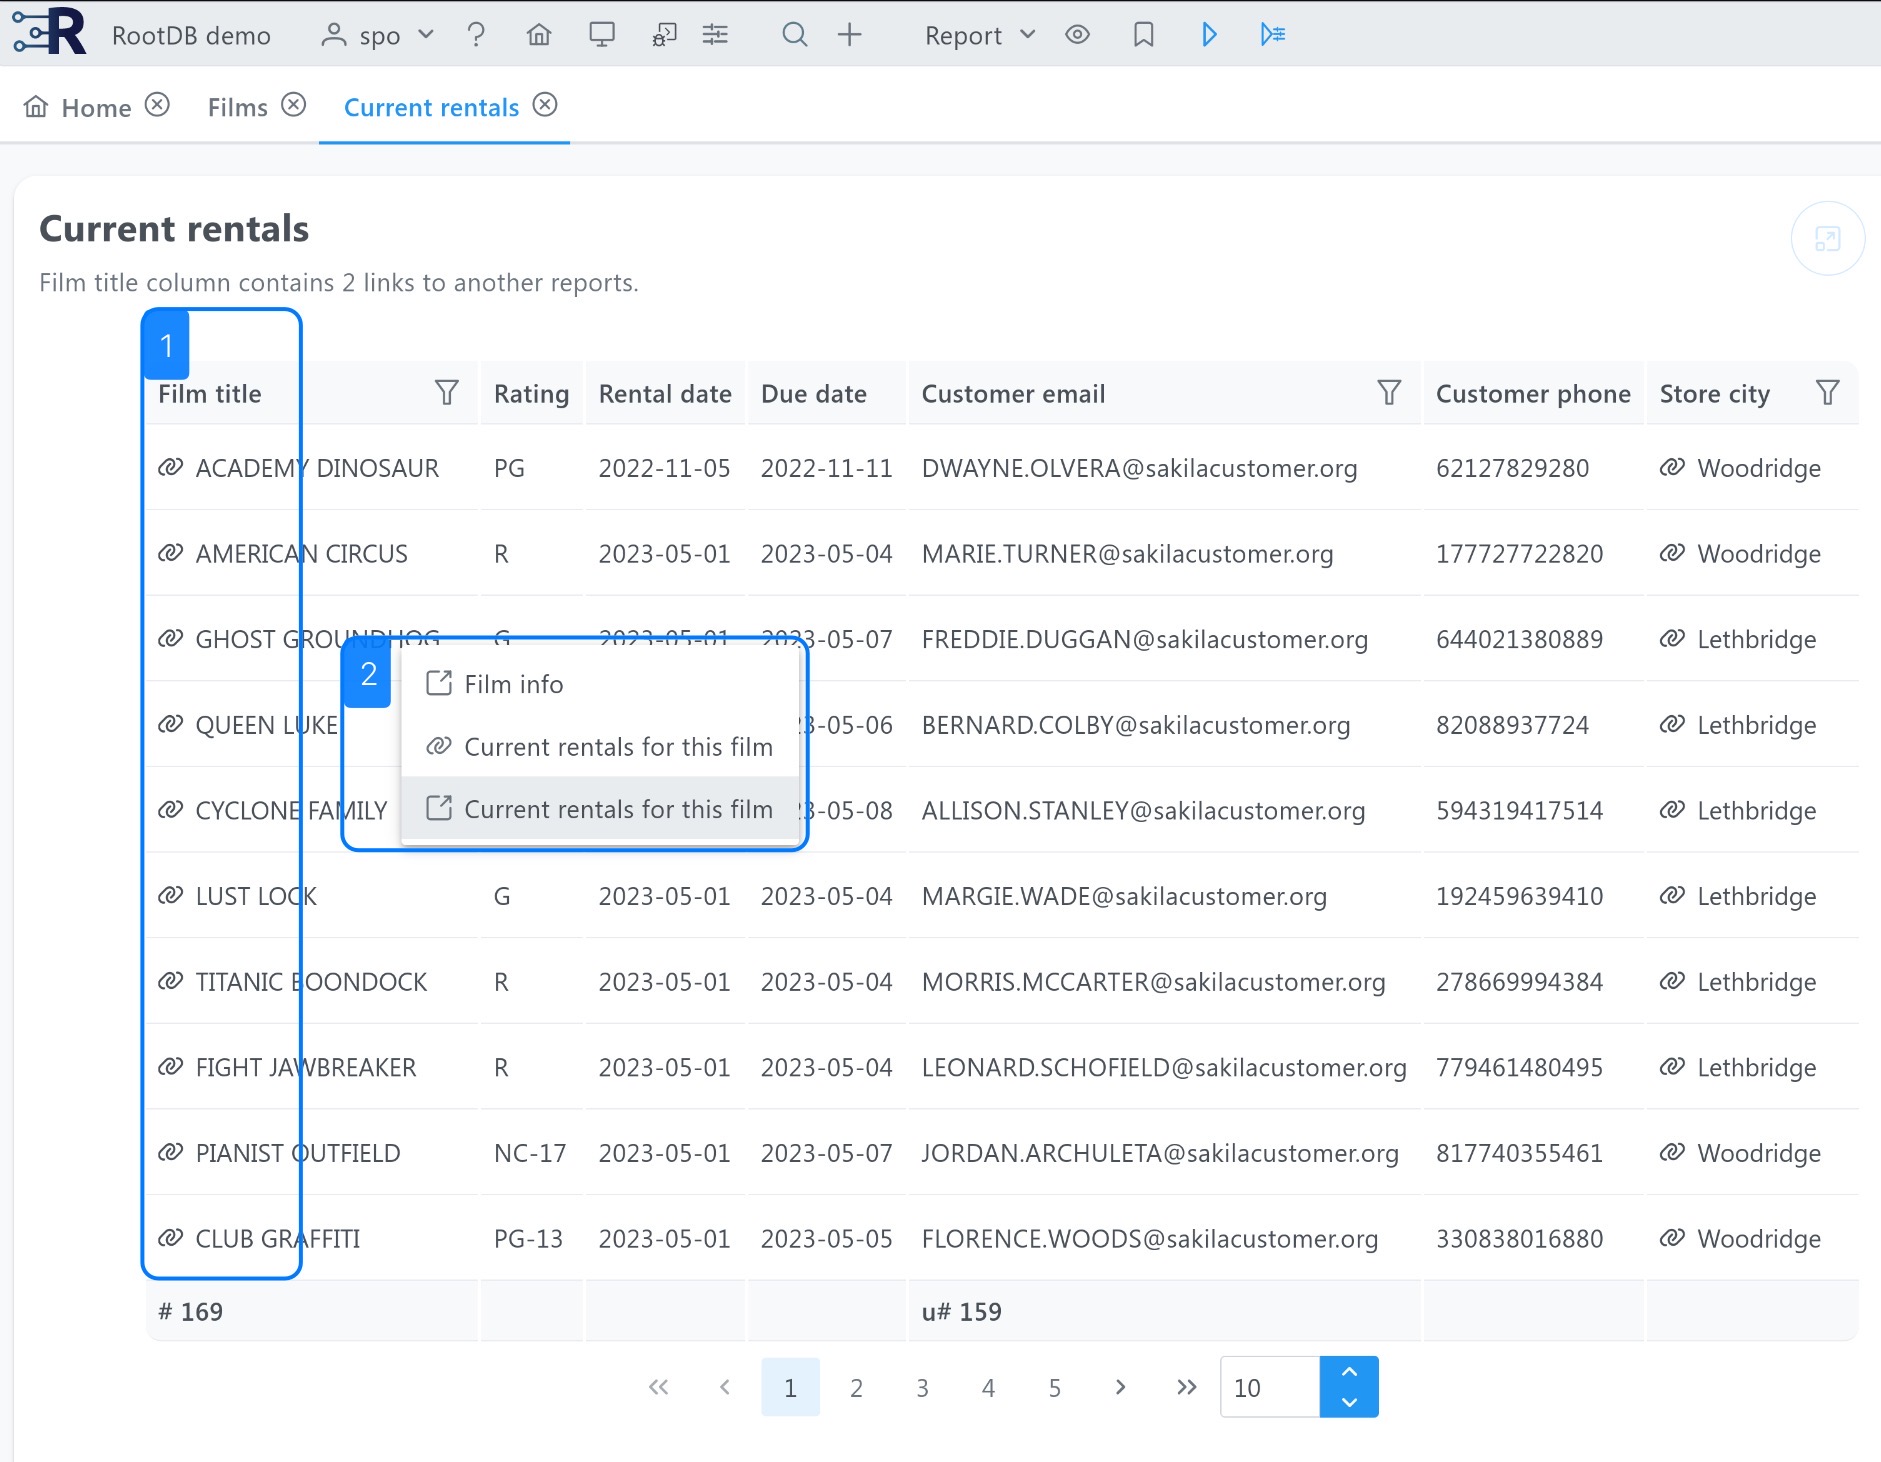 R RootDB demo spo ? Report
Home Films Current rentals
Current rentals
Film title column contains 2 links to another reports.
1
Film title Rating Rental date Due date Customer email Customer phone Store city
ACADEMY DINOSAUR PG 2022-11-05 2022-11-11 DWAYNE.OLVERA@sakilacustomer.org 62127829280 Woodridge
AMERICAN CIRCUS R 2023-05-01 2023-05-04 MARIE.TURNER@sakilacustomer.org 177727722820 Woodridge
GHOST GROUNDHOG G 2023-05-01 2023-05-07 FREDDIE.DUGGAN@sakilacustomer.org 644021380889 Lethbridge
2 Film info
QUEEN LUKE 3-05-06 BERNARD.COLBY@sakilacustomer.org 82088937724 Lethbridge
Current rentals for this film
CYCLONE FAMILY 3-05-08 ALLISON.STANLEY@sakilacustomer.org 594319417514 Lethbridge
Current rentals for this film
LUST LOCK G 2023-05-01 2023-05-04 MARGIE.WADE@sakilacustomer.org 192459639410 Lethbridge
TITANIC BOONDOCK R 2023-05-01 2023-05-04 MORRIS.MCCARTER@sakilacustomer.org 278669994384 Lethbridge
FIGHT JAWBREAKER R 2023-05-01 2023-05-04 LEONARD.SCHOFIELD@sakilacustomer.org 779461480495 Lethbridge
PIANIST OUTFIELD NC-17 2023-05-01 2023-05-07 JORDAN.ARCHULETA@sakilacustomer.org 817740355461 Woodridge
CLUB GRAFFITI PG-13 2023-05-01 2023-05-05 FLORENCE.WOODS@sakilacustomer.org 330838016880 Woodridge
# 169 u# 159
1 2 3 4 5 10